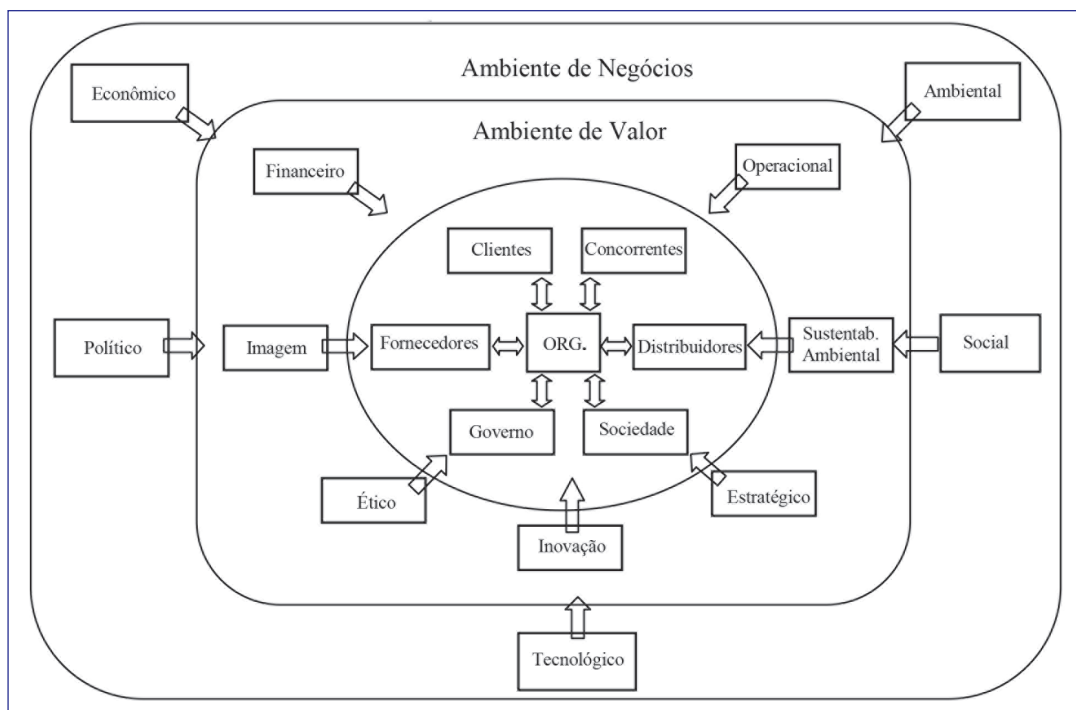 Ambiente de Negócios
Econômico
Ambiental
Ambiente de Valor
Financeiro
Operacional
Clientes
Concorrentes
Político
Imagem
Fornecedores
ORG.
Distribuidores
Sustentab.
Ambiental
Social
Governo
Sociedade
Ético
Estratégico
Inovação
Tecnológico